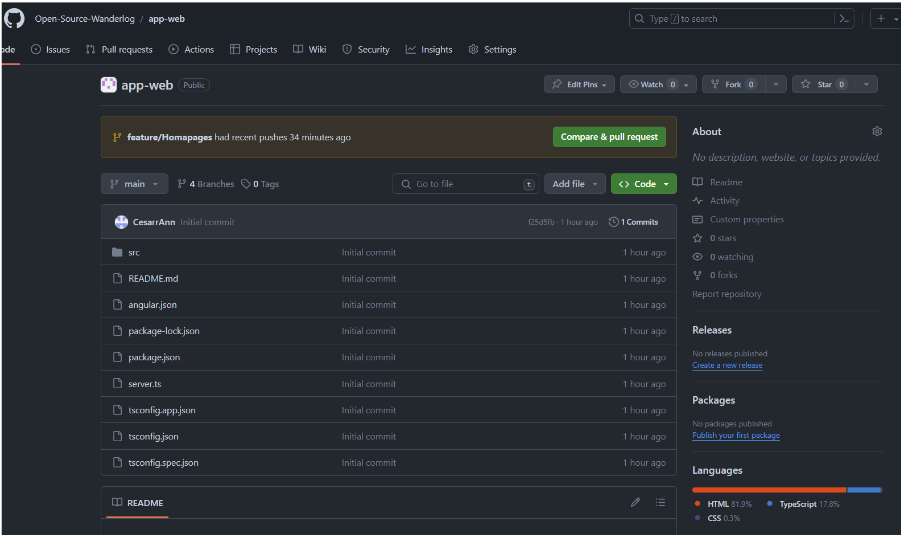 Open-Source-Wanderlog / app-web
Type / to search
ode Issues Pull requests Actions Projects Wiki Security Insights Settings
app-web Public
Edit Pins Watch 0 Fork 0 Star 0
feature/Homapages had recent pushes 34 minutes ago
Compare & pull request
main 4 Branches 0 Tags
Go to file t
Add file
Code
CesarrAnn Initial commit f25d5fb · 1 hour ago 1 Commits
src Initial commit 1 hour ago
README.md Initial commit 1 hour ago
angular.json Initial commit 1 hour ago
package-lock.json Initial commit 1 hour ago
package.json Initial commit 1 hour ago
server.ts Initial commit 1 hour ago
tsconfig.app.json Initial commit 1 hour ago
tsconfig.json Initial commit 1 hour ago
tsconfig.spec.json Initial commit 1 hour ago
README
About
No description, website, or topics provided.
Readme
Activity
Custom properties
0 stars
0 watching
0 forks
Report repository
Releases
No releases published
Create a new release
Packages
No packages published
Publish your first package
Languages
HTML 81.9% TypeScript 17.8%
CSS 0.3%